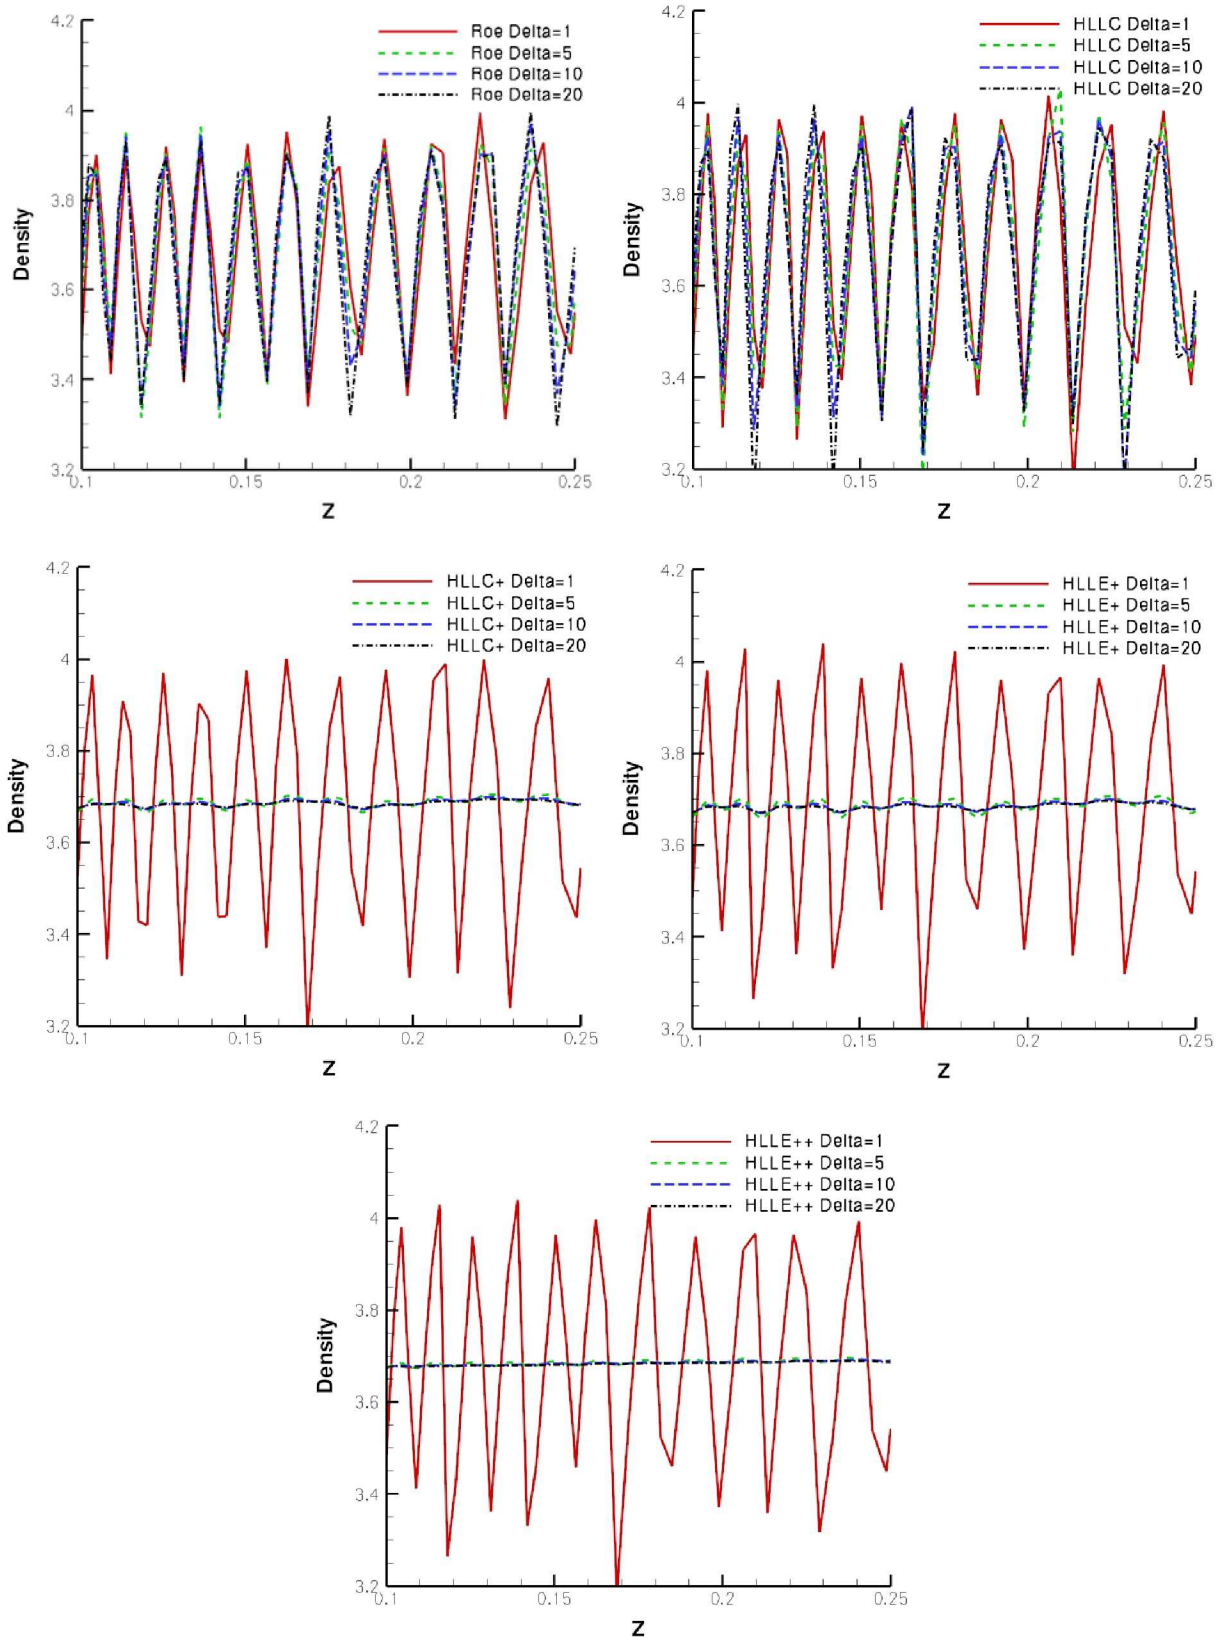 4.2
Roe Delta=1
Roe Delta=5
Roe Delta=10
Roe Delta=20
4
3.8
3.6
3.4
3.2
Density
0.1
0.15
0.2
0.25
Z
4.2
HLLC Delta=1
HLLC Delta=5
HLLC Delta=10
HLLC Delta=20
4
3.8
3.6
3.4
3.2
Density
0.1
0.15
0.2
0.25
Z
4.2
HLLC+ Delta=1
HLLC+ Delta=5
HLLC+ Delta=10
HLLC+ Delta=20
4
3.8
3.6
3.4
3.2
Density
0.1
0.15
0.2
0.25
Z
4.2
HLLE+ Delta=1
HLLE+ Delta=5
HLLE+ Delta=10
HLLE+ Delta=20
4
3.8
3.6
3.4
3.2
Density
0.1
0.15
0.2
0.25
Z
4.2
HLLE++ Delta=1
HLLE++ Delta=5
HLLE++ Delta=10
HLLE++ Delta=20
4
3.8
3.6
3.4
3.2
Density
0.1
0.15
0.2
0.25
Z